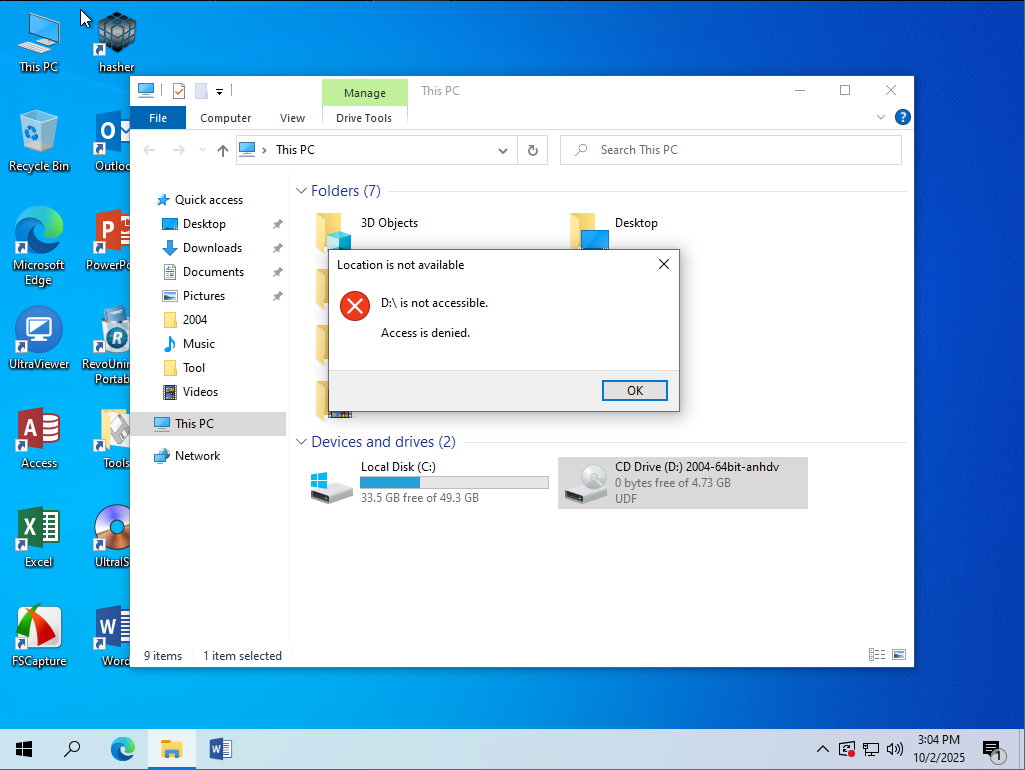 This PC
hasher
Recycle Bin
Outloo
Microsoft
Edge
PowerPo
UltraViewer
RevoUnin
Portab
Access
Tools
Excel
UltraIS
FSCapture
Word
Manage
This PC
File
Computer
View
Drive Tools
This PC
Search This PC
Quick access
Desktop
Downloads
Documents
Pictures
2004
Music
Tool
Videos
This PC
Network
Folders (7)
3D Objects
Desktop
Location is not available
D:\ is not accessible.
Access is denied.
OK
Devices and drives (2)
Local Disk (C:)
33.5 GB free of 49.3 GB
CD Drive (D:) 2004-64bit-anhdv
0 bytes free of 4.73 GB
UDF
9 items
1 item selected
3:04 PM
10/2/2025
1